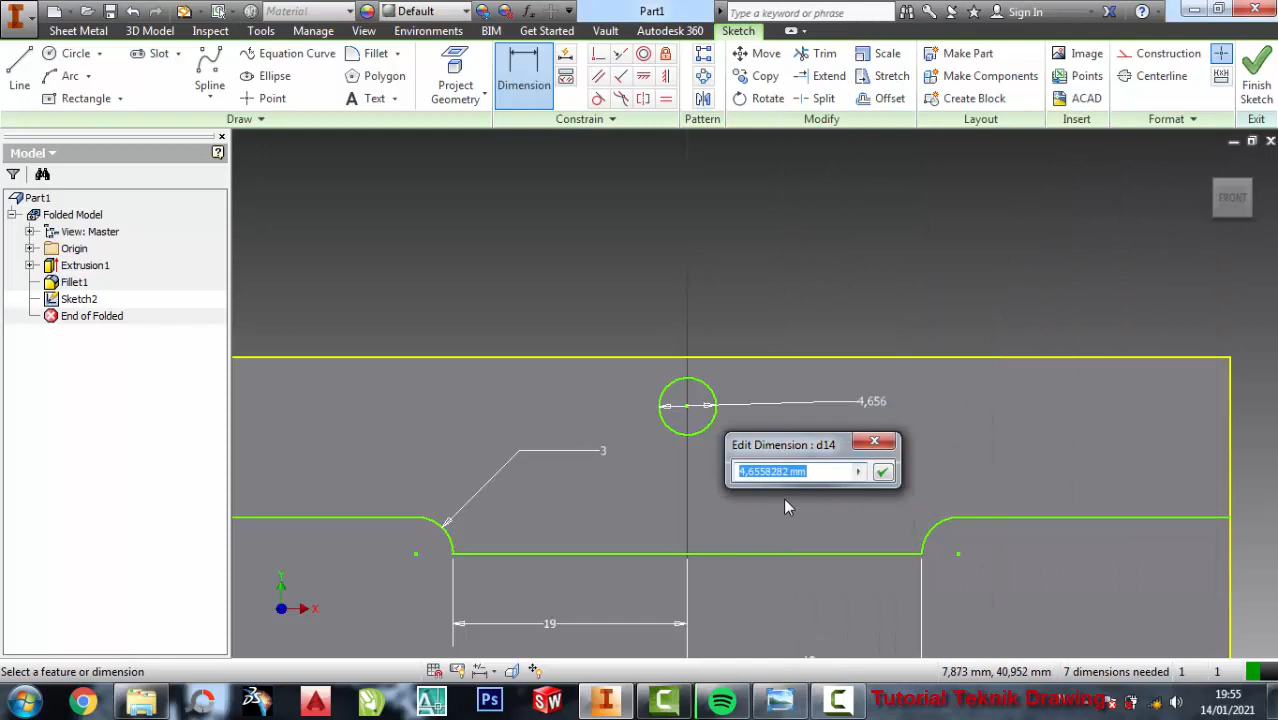 Material
Default
Part1
Type a keyword or phrase
Sign In
Sheet Metal
3D Model
Inspect
Tools
Manage
View
Environments
BIM
Get Started
Vault
Autodesk 360
Sketch
Line
Circle
Arc
Rectangle
Slot
Spline
Equation Curve
Ellipse
Point
Fillet
Polygon
Text
Project
Geometry
Dimension
Move
Copy
Rotate
Trim
Extend
Split
Scale
Stretch
Offset
Make Part
Make Components
Create Block
Image
Points
ACAD
Construction
Centerline
Finish
Sketch
Draw
Constrain
Pattern
Modify
Layout
Insert
Format
Exit
Model
Part1
Folded Model
View: Master
Origin
Extrusion1
Fillet1
Sketch2
End of Folded
FRONT
4,656
3
Edit Dimension : d14
4,6558282 mm
Y
X
19
Select a feature or dimension
7,873 mm, 40,952 mm
7 dimensions needed
1
1
Tutorial Teknik Drawing
19:55
14/01/2021